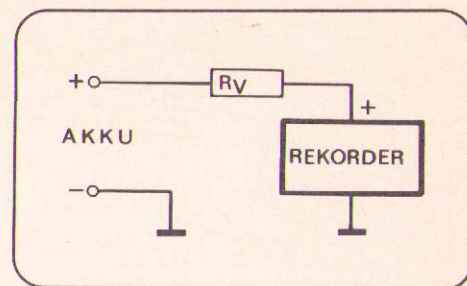 + RV
+
AKKU
REKORDER
-